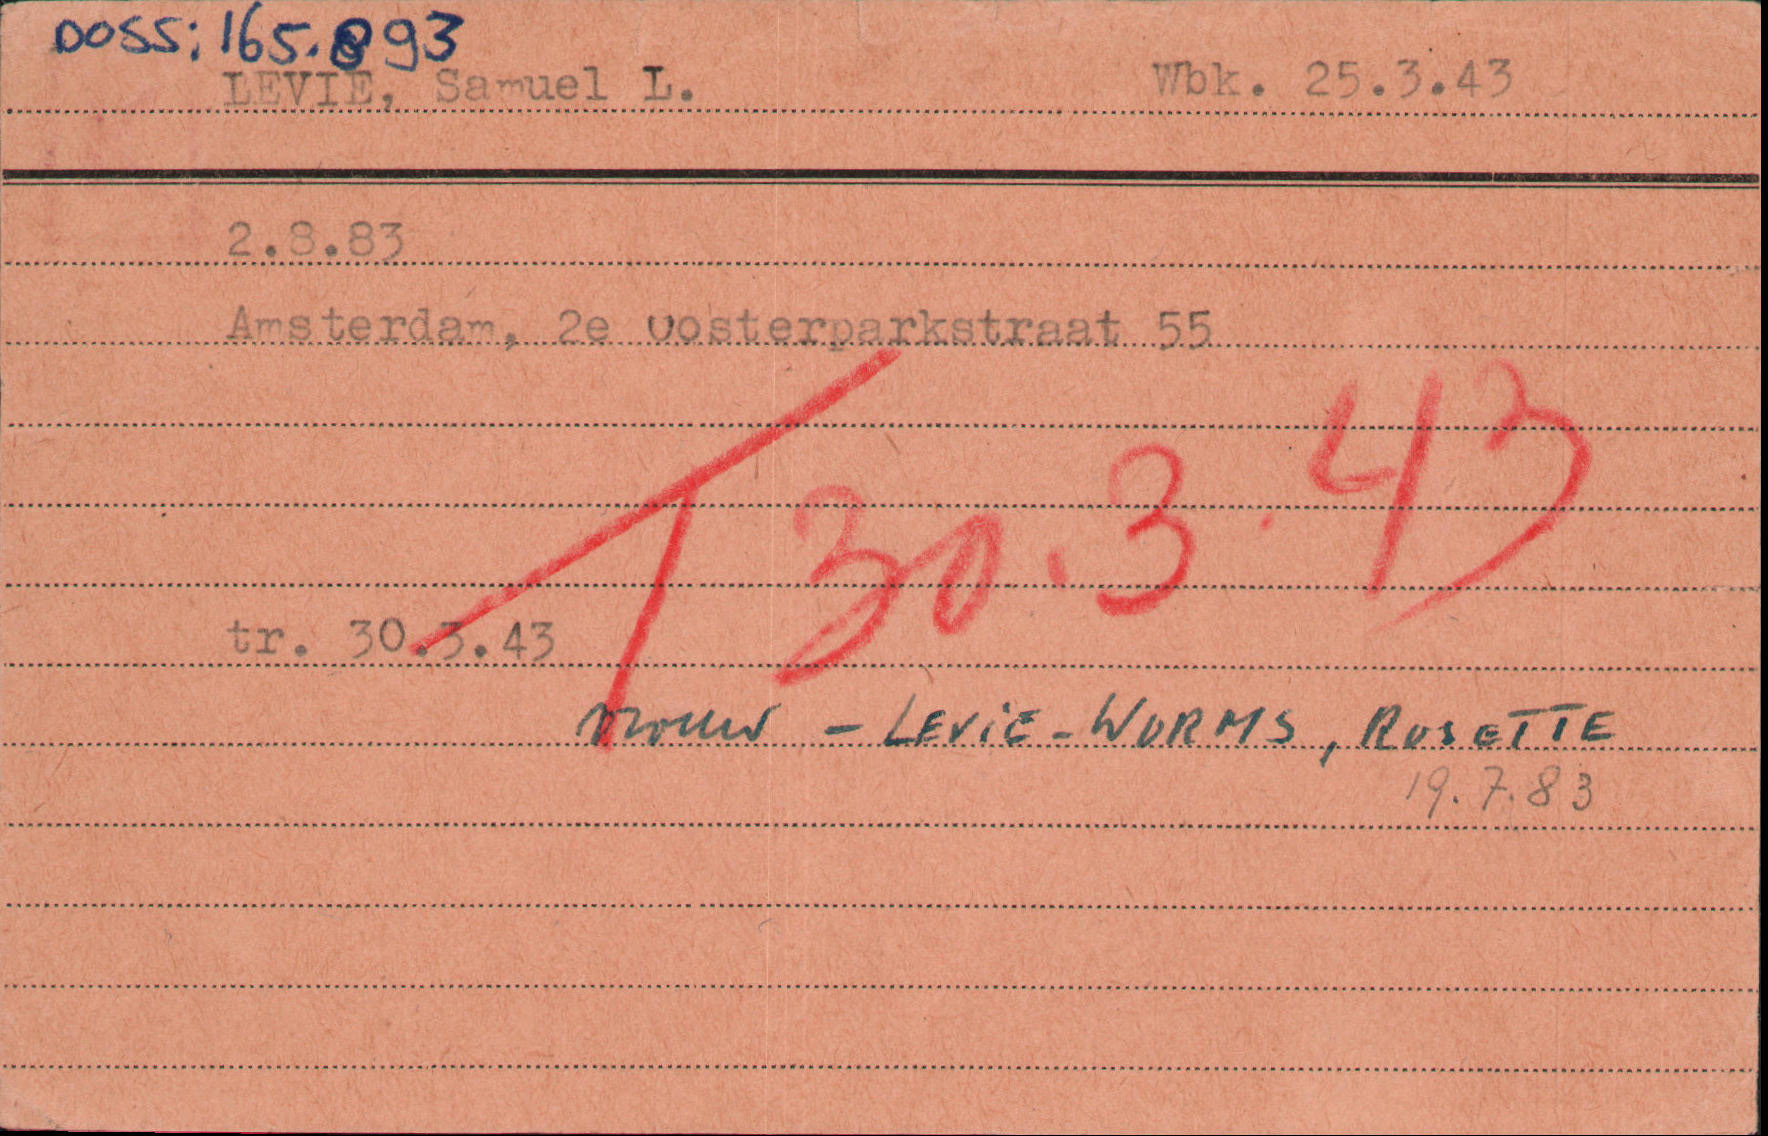 DOSS: 165.893
LEVIE, Samuel L. Wbk. 25.3.43
2.8.83
Amsterdam, 2e Oosterparkstraat 55
T 30.3.43
tr. 30.3.43
vrouw - LEVIE-WORMS, ROSETTE
19.7.83